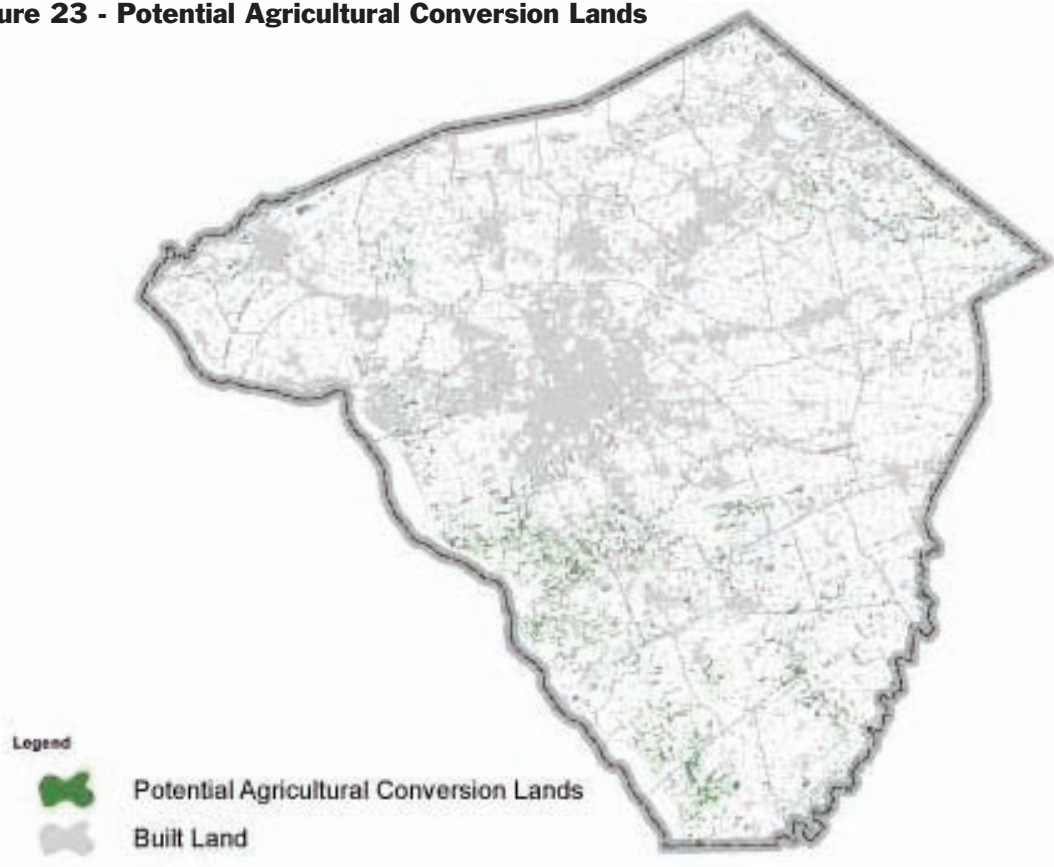 ure 23 - Potential Agricultural Conversion Lands
Legend
Potential Agricultural Conversion Lands
Built Land